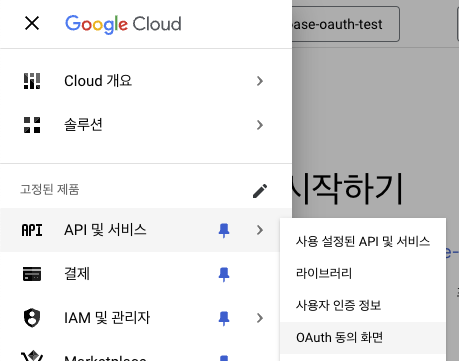 Google Cloud
ase-oauth-test
Cloud 개요
솔루션
시작하기
고정된 제품
API API 및 서비스
사용 설정된 API 및 서비스
결제
라이브러리
IAM 및 관리자
사용자 인증 정보
OAuth 동의 화면
Marketplace